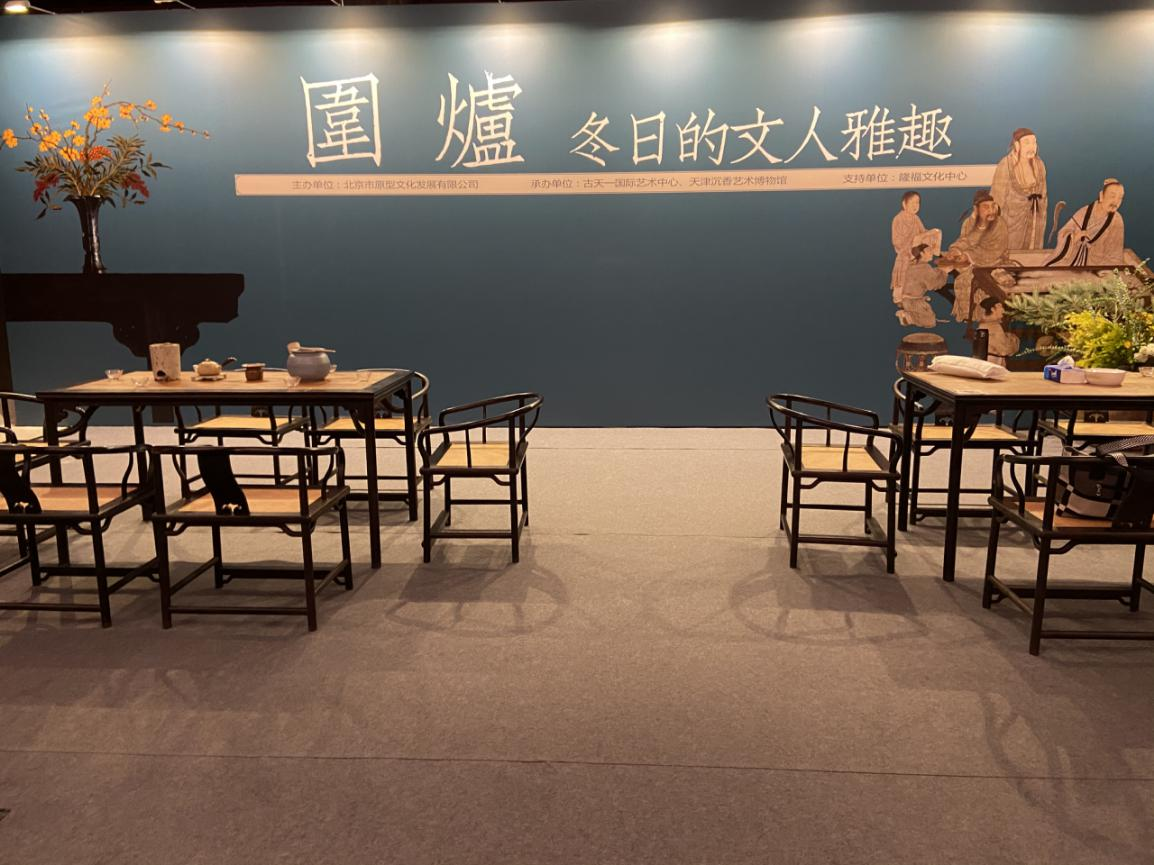 圍爐 冬日的文人雅趣
主办单位：北京市原型文化发展有限公司 承办单位：古天一国际艺术中心、天津沉香艺术博物馆 支持单位：隆福文化中心